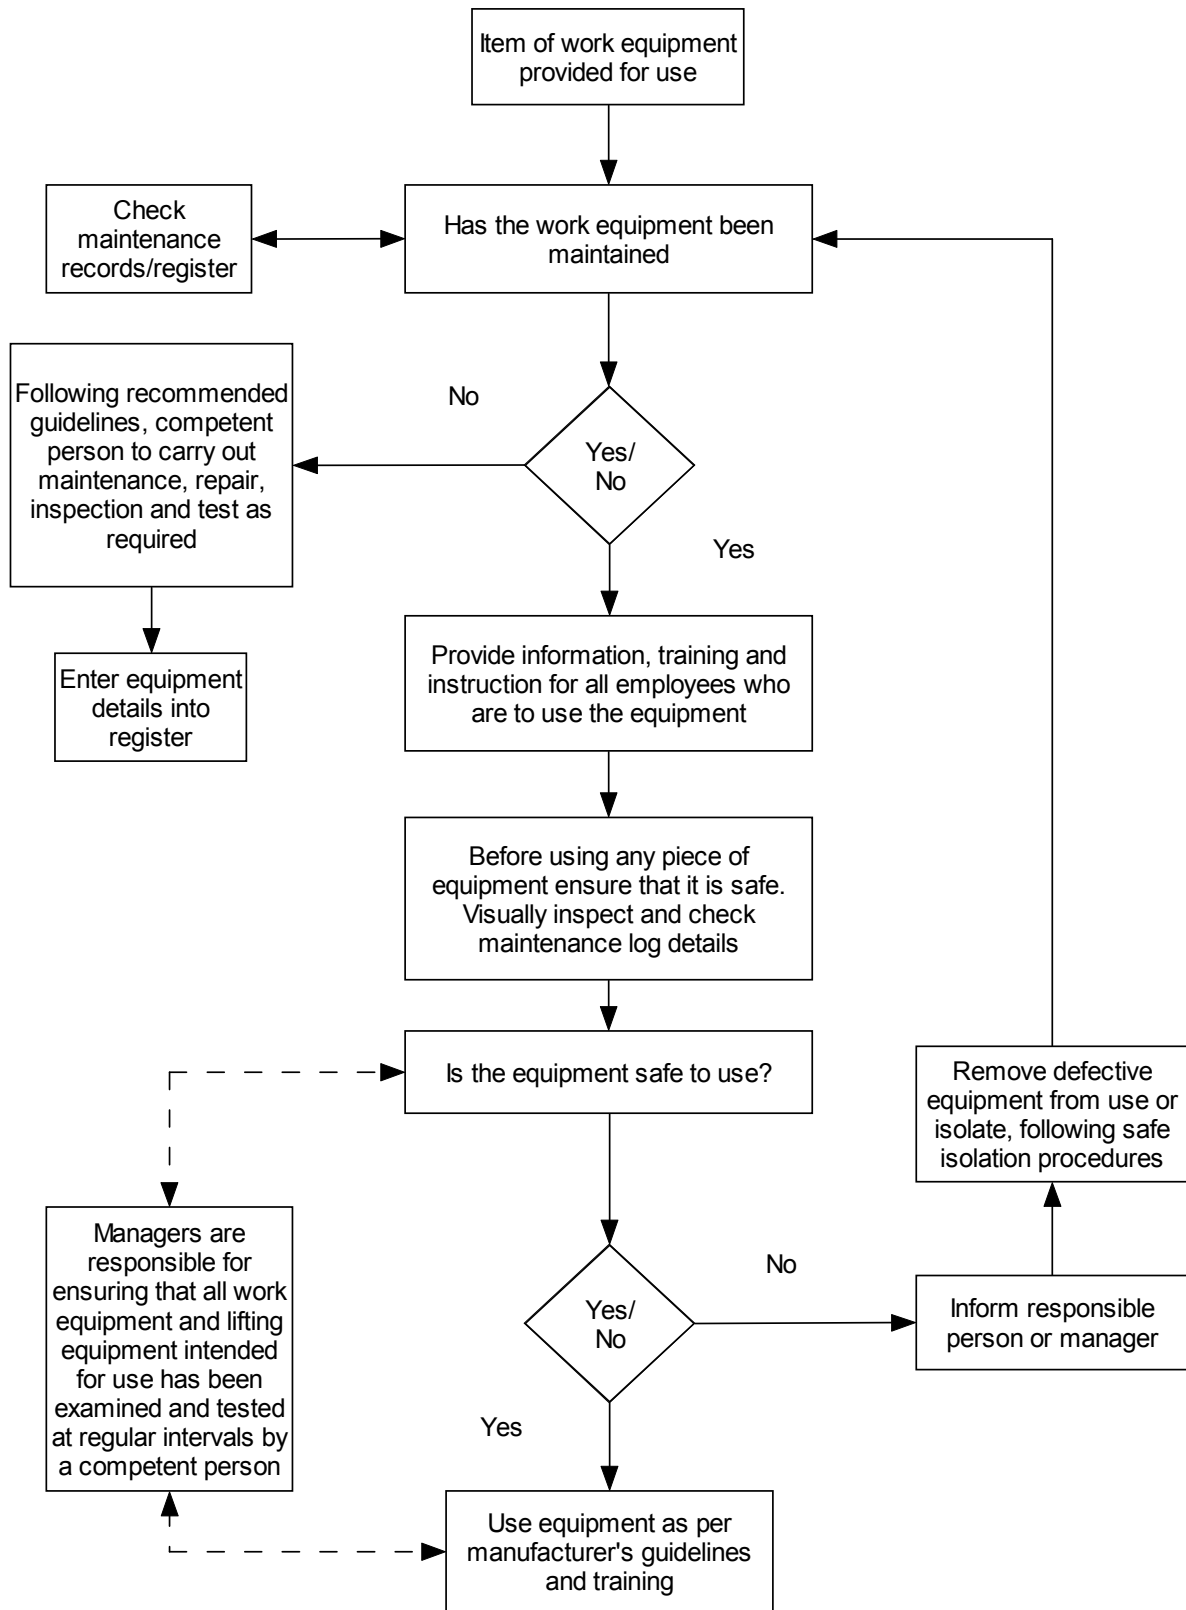 Item of work equipment
provided for use
Check
maintenance
records/register
Has the work equipment been
maintained
Following recommended
guidelines, competent
person to carry out
maintenance, repair,
inspection and test as
required
No
Yes/
No
Yes
Enter equipment
details into
register
Provide information, training and
instruction for all employees who
are to use the equipment
Before using any piece of
equipment ensure that it is safe.
Visually inspect and check
maintenance log details
Is the equipment safe to use?
Remove defective
equipment from use or
isolate, following safe
isolation procedures
Managers are
responsible for
ensuring that all work
equipment and lifting
equipment intended
for use has been
examined and tested
at regular intervals by
a competent person
Yes/
No
No
Inform responsible
person or manager
Yes
Use equipment as per
manufacturer's guidelines
and training